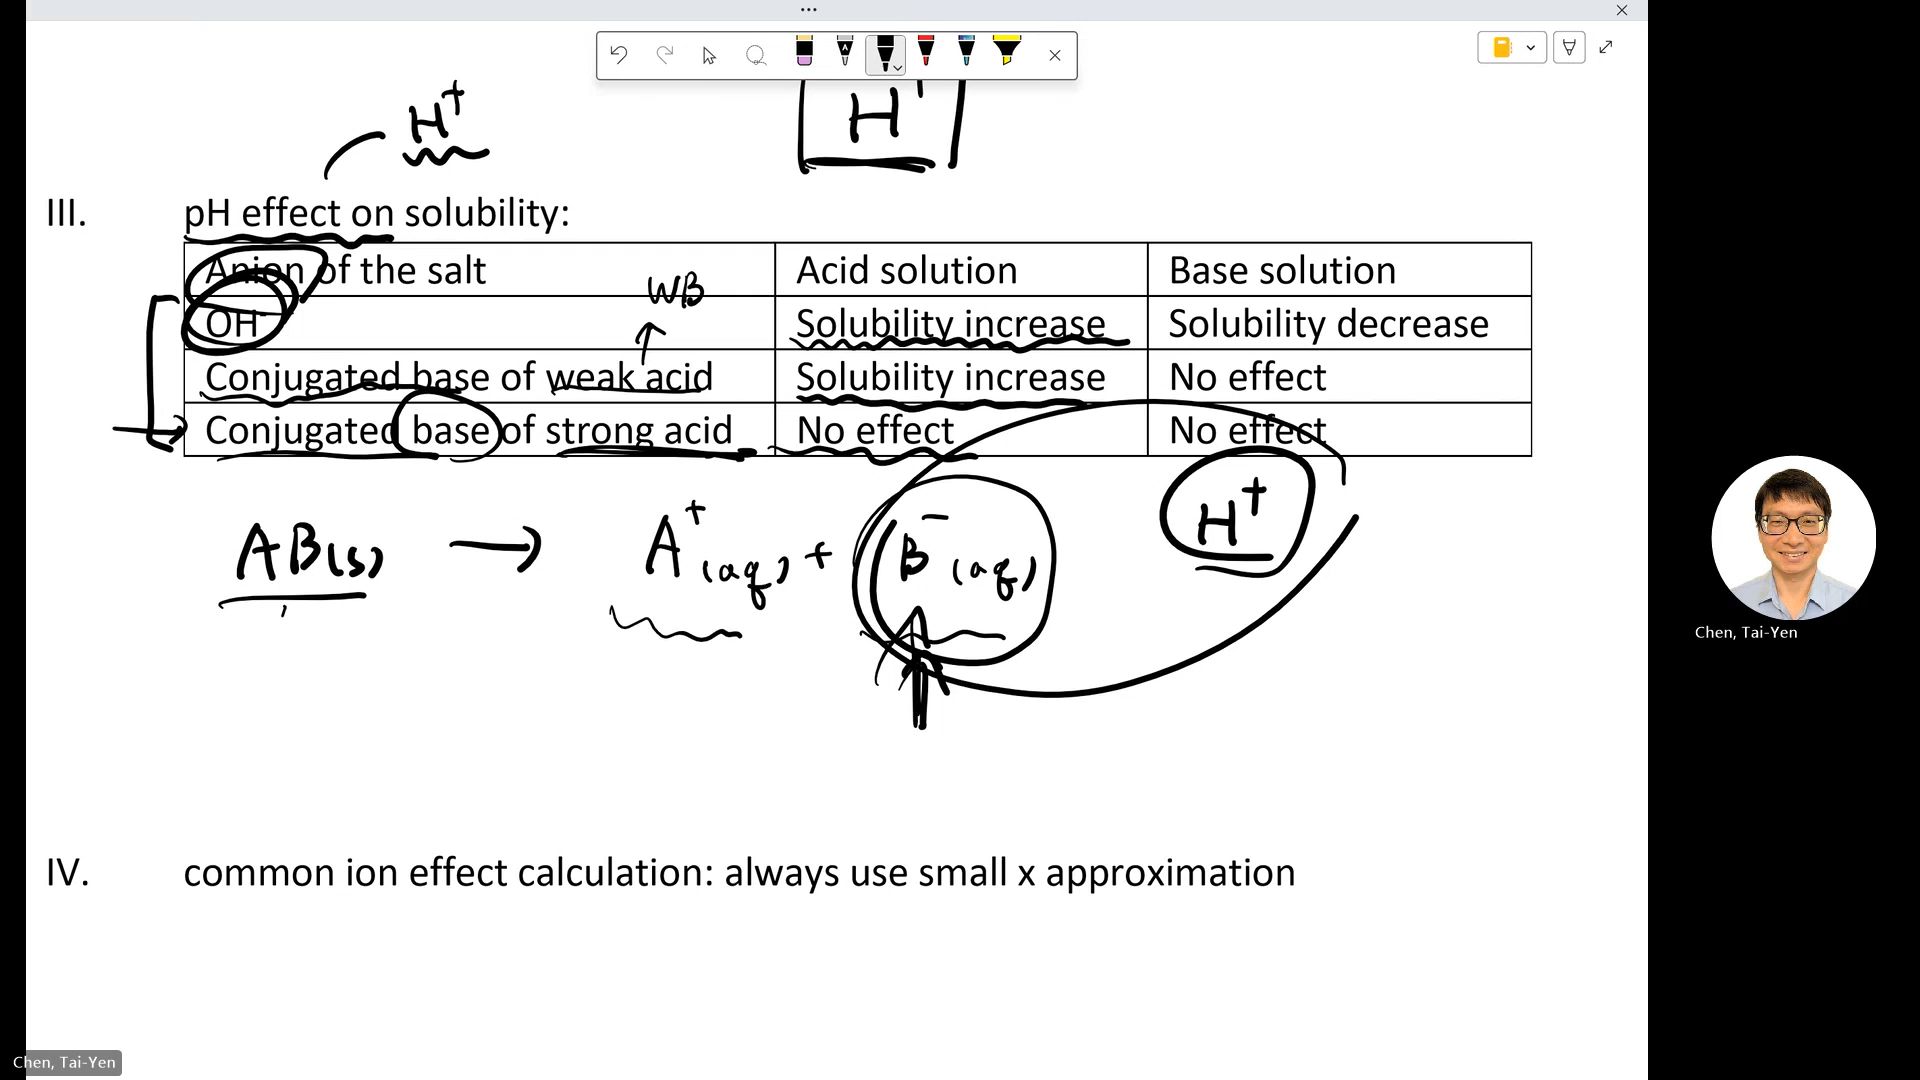 H⁺
H⁺
III. pH effect on solubility:
Anion of the salt Acid solution Base solution
WB
OH⁻ Solubility increase Solubility decrease
Conjugated base of weak acid Solubility increase No effect
Conjugated base of strong acid No effect No effect
AB(s) → A⁺(aq) + B⁻(aq) H⁺
Chen, Tai-Yen
IV. common ion effect calculation: always use small x approximation
Chen, Tai-Yen